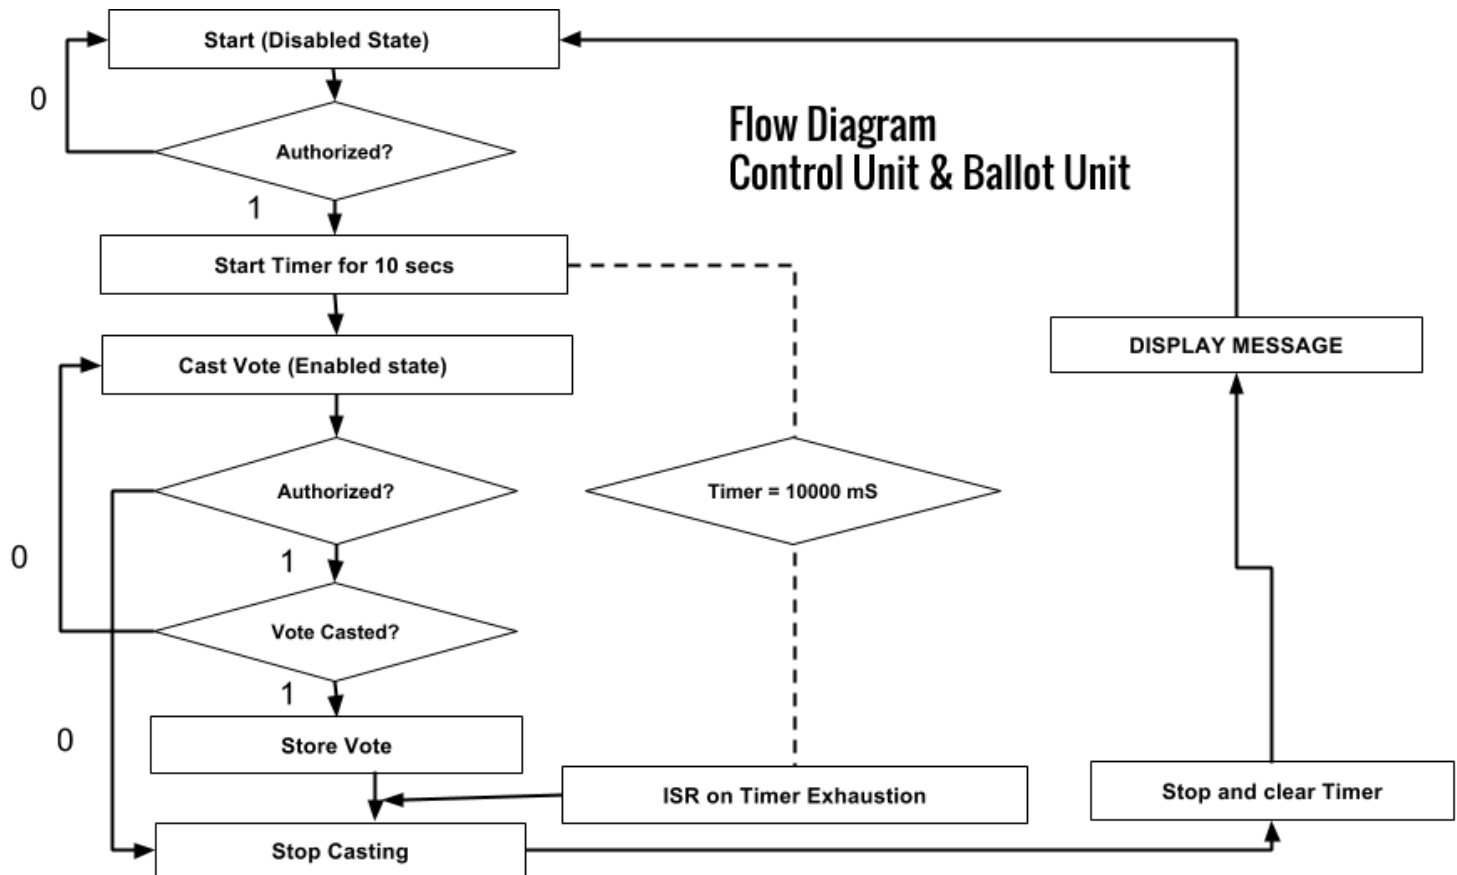 Start (Disabled State)
0
Authorized?
Flow Diagram
Control Unit & Ballot Unit
1
Start Timer for 10 secs
DISPLAY MESSAGE
Cast Vote (Enabled state)
Authorized?
Timer = 10000 mS
0
1
Vote Casted?
1
0
Store Vote
ISR on Timer Exhaustion
Stop and clear Timer
Stop Casting